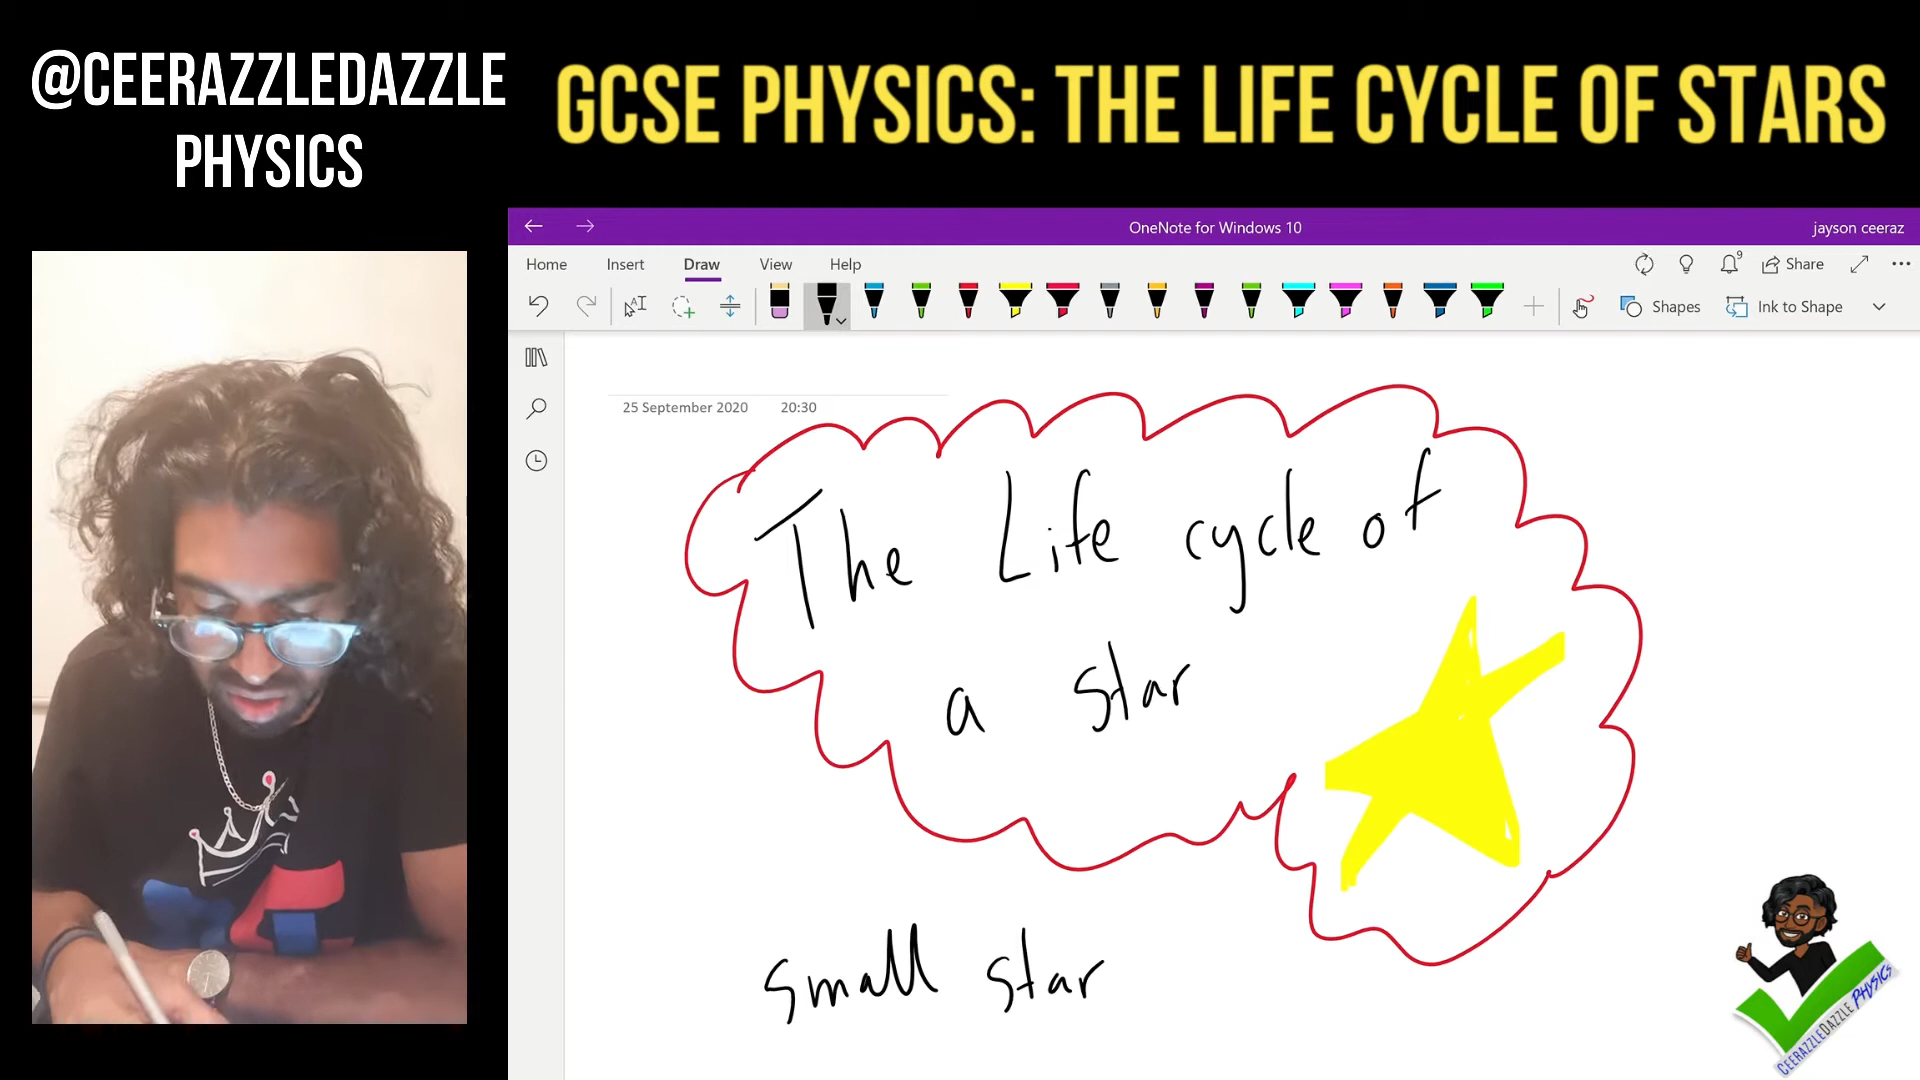 @CEERAZZLEDAZZLE
PHYSICS
GCSE PHYSICS: THE LIFE CYCLE OF STARS
OneNote for Windows 10
jayson ceeraz
Home Insert Draw View Help
9
Share
Shapes
Ink to Shape
25 September 2020 20:30
The Life cycle of
a star
small star
CEERAZZLEDAZZLE PHYSICS